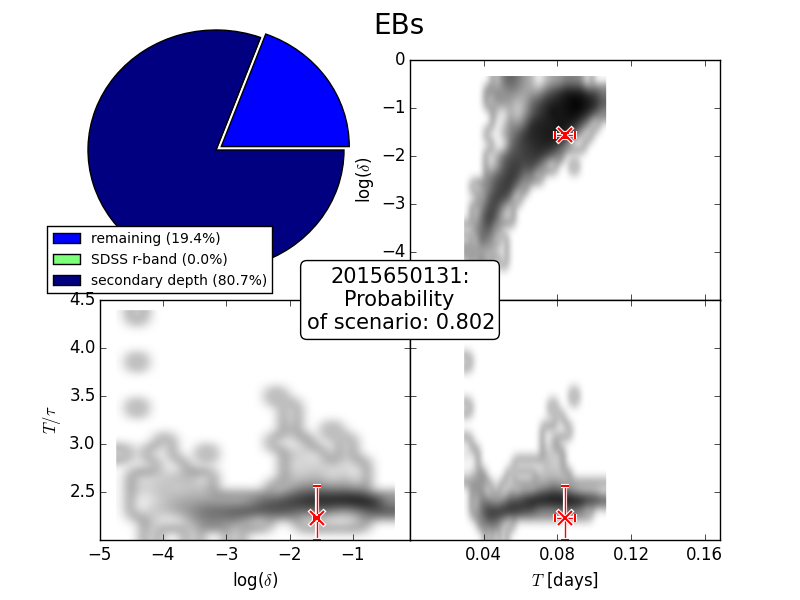 EBs
remaining (19.4%)
SDSS r-band (0.0%)
secondary depth (80.7%)
0
−1
−2
−3
−4
log(δ)
2015650131:
Probability
of scenario: 0.802
4.5
4.0
3.5
3.0
2.5
T/τ
−5 −4 −3 −2 −1
log(δ)
0.04 0.08 0.12 0.16
T [days]